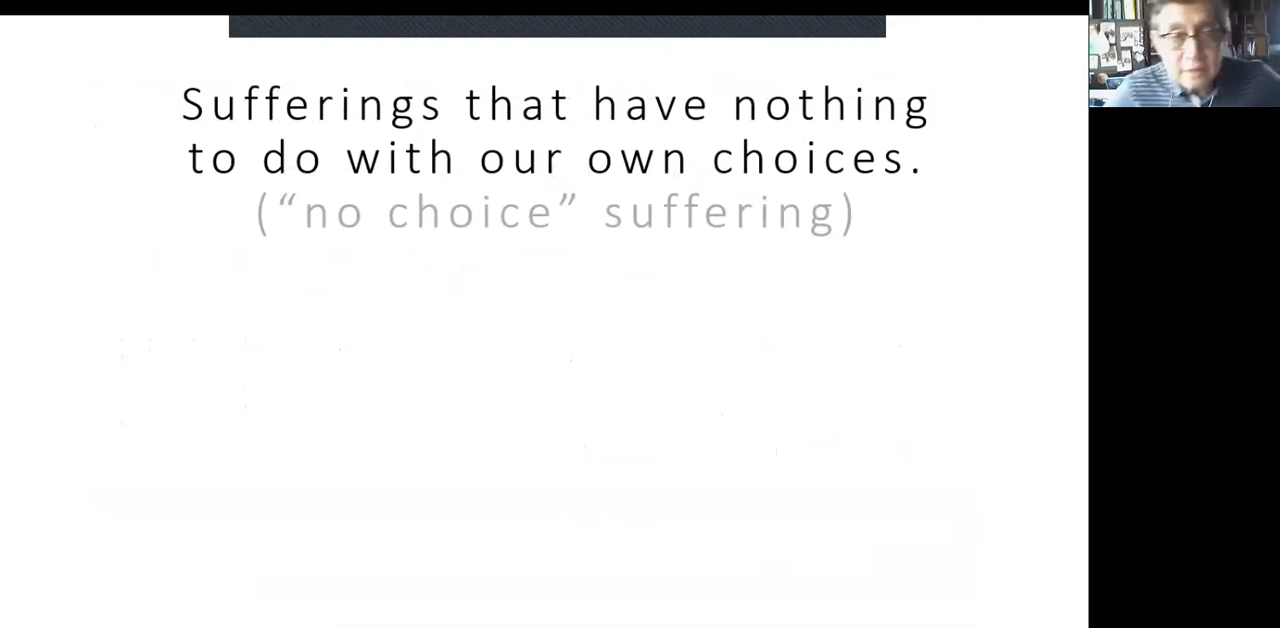 Sufferings that have nothing
to do with our own choices.
(“no choice” suffering)